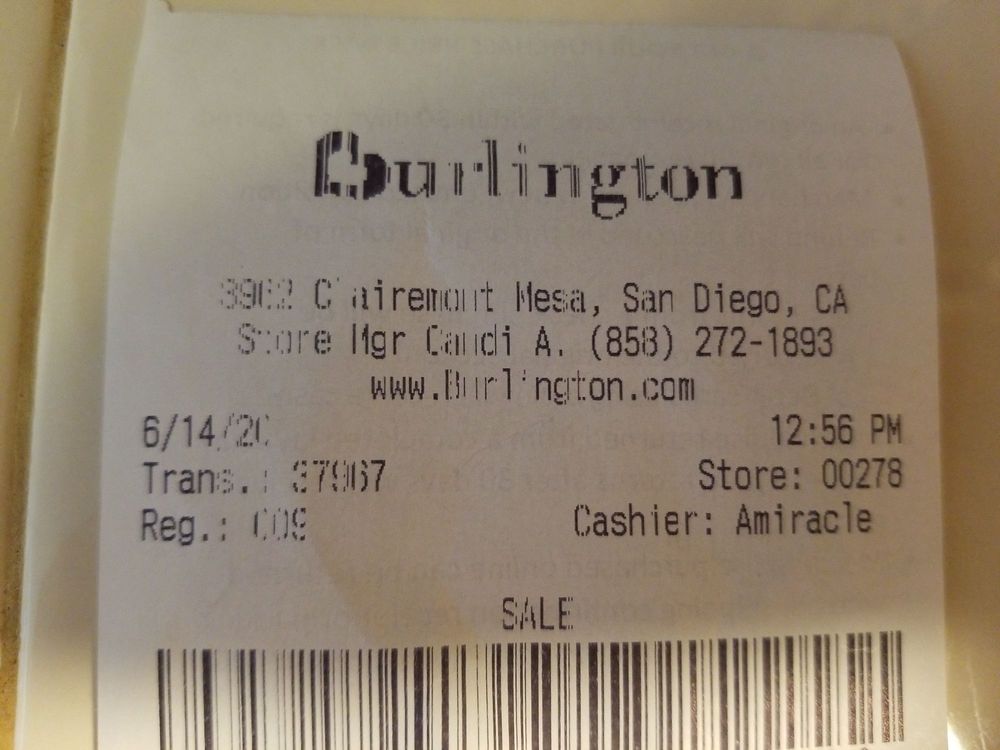 Burlington
3962 Clairemont Mesa, San Diego, CA
Store Mgr Candi A. (858) 272-1893
www.Burlington.com
6/14/20 12:56 PM
Trans.: 37967 Store: 00278
Reg.: 009 Cashier: Amiracle
SALE